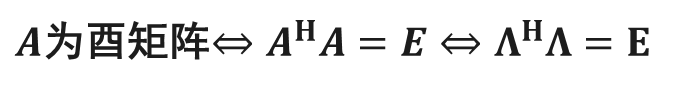 A为酉矩阵⇔ AᴴA = E ⇔ ΛᴴΛ = E